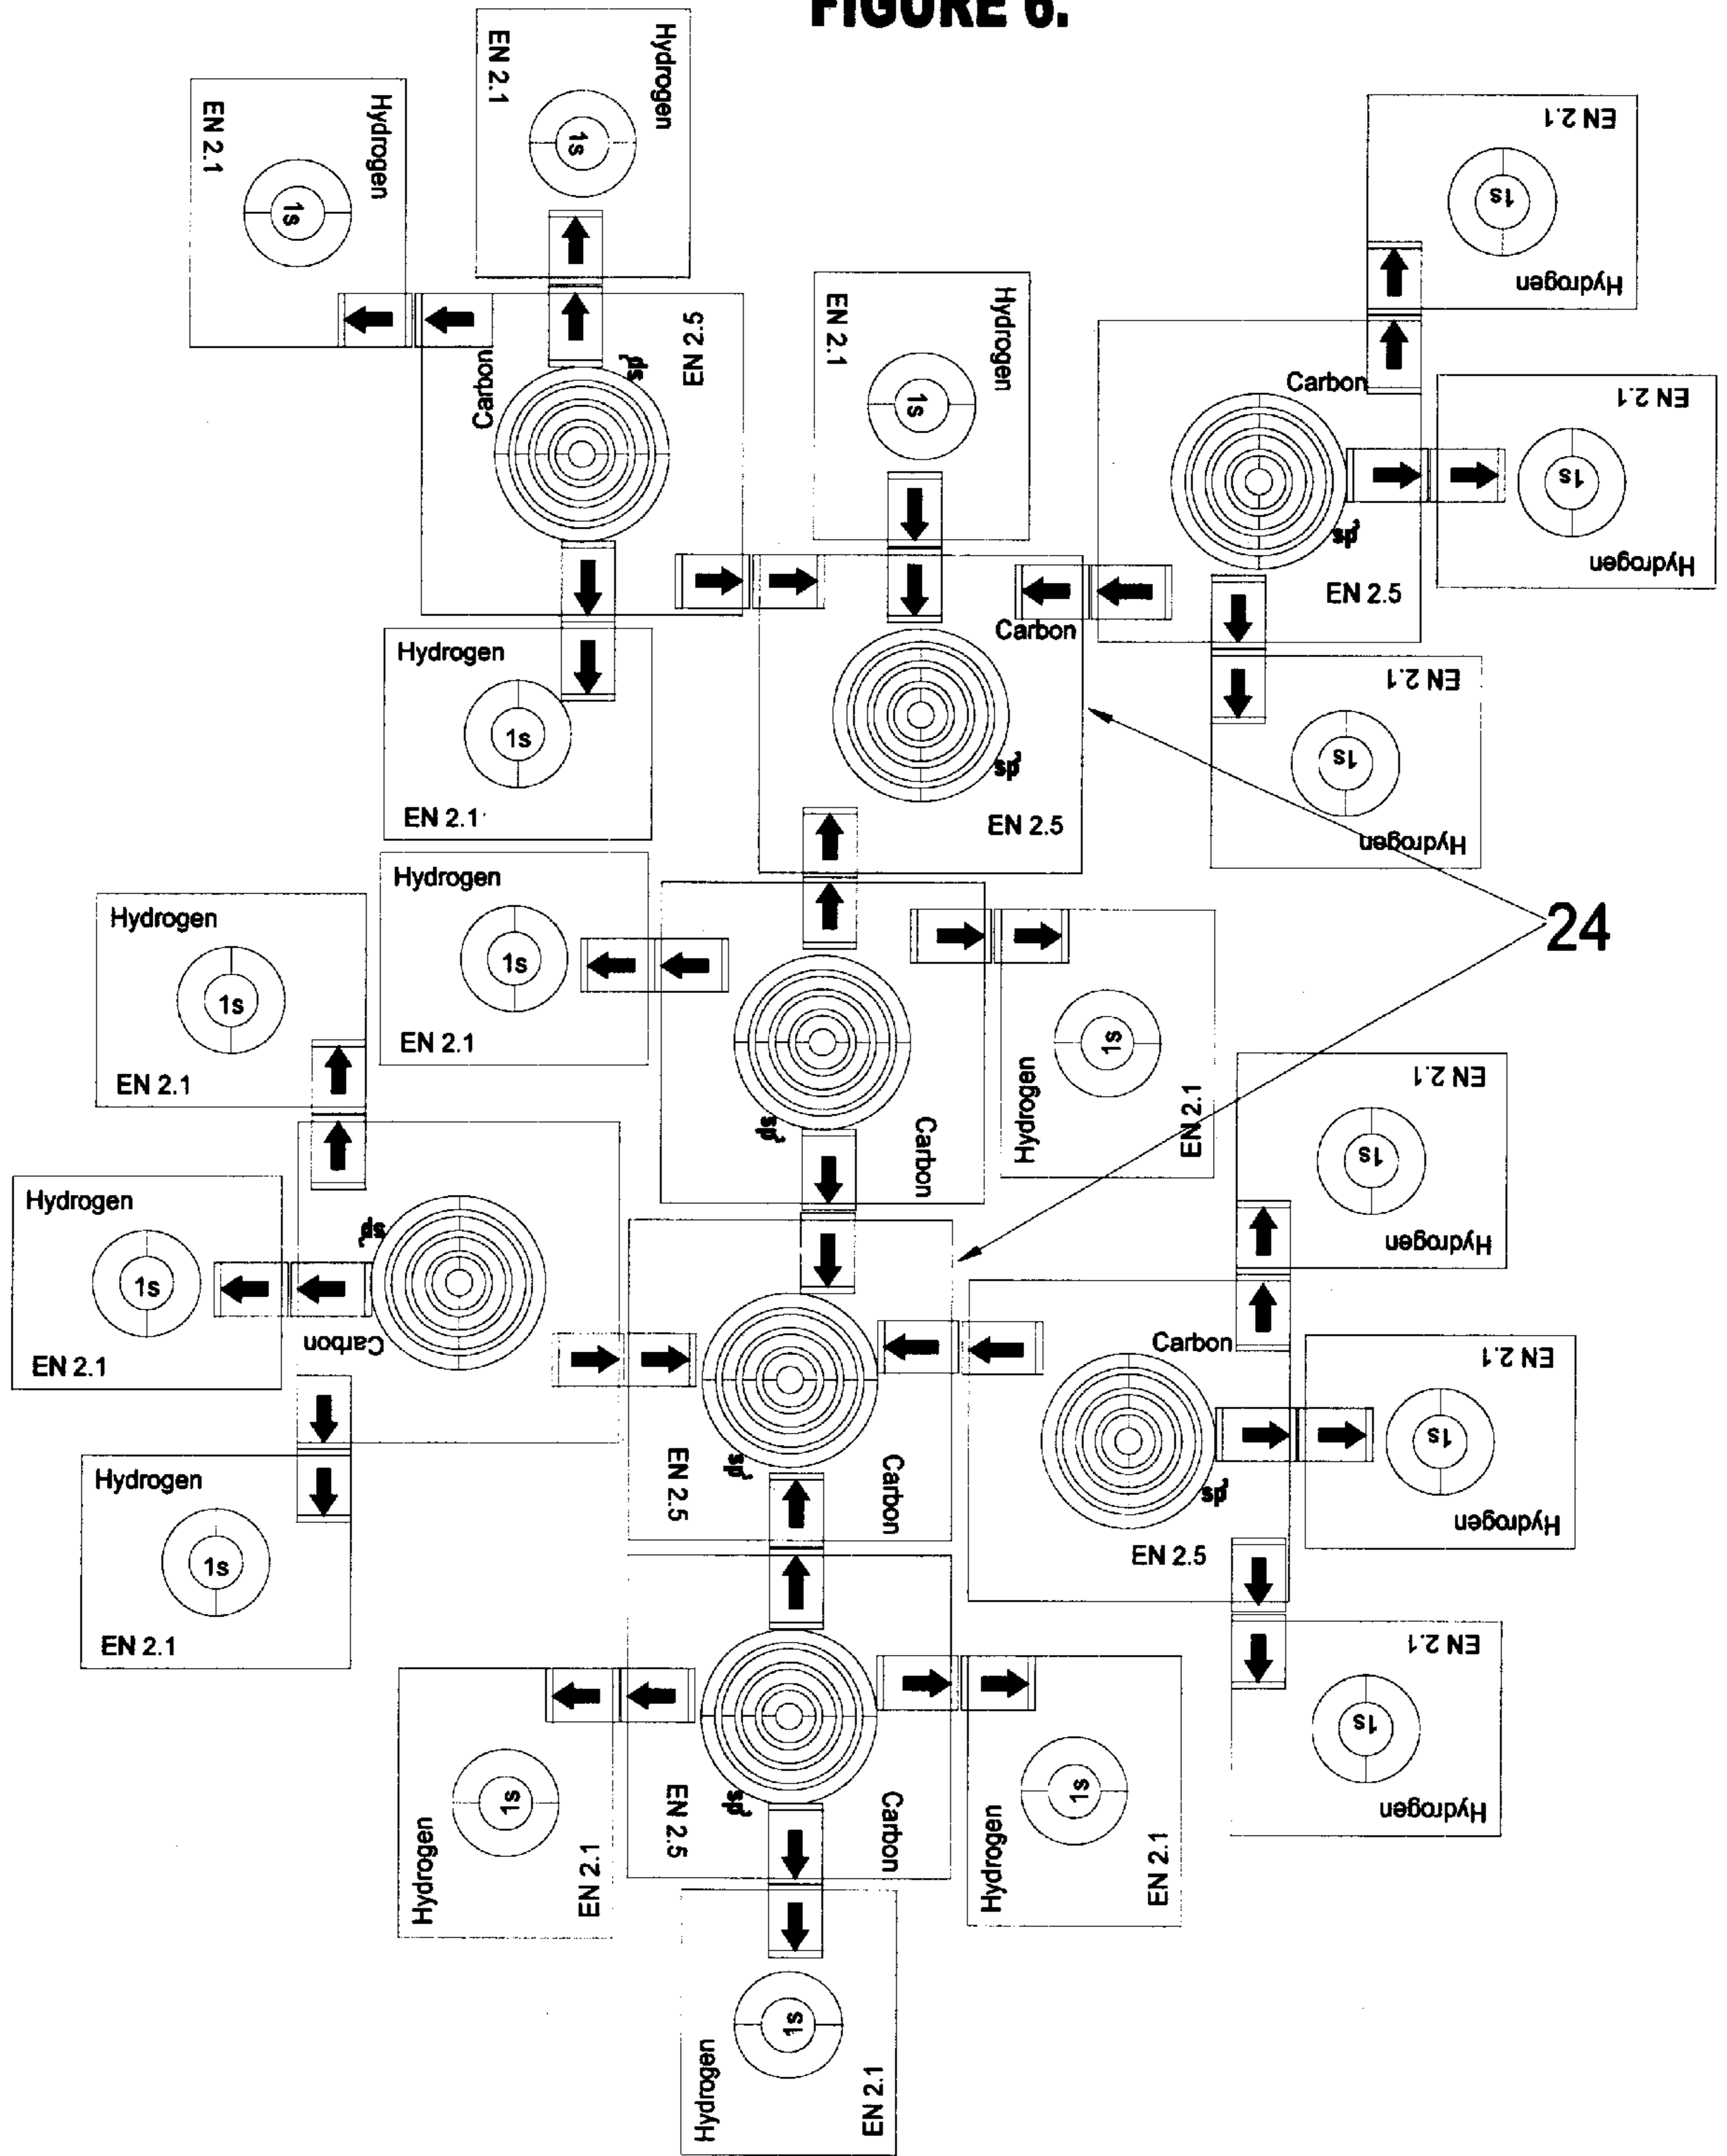 FIGURE 6.
EN 2.1
Hydrogen
1s
EN 2.1
Hydrogen
1s
EN 2.1
1s
Hydrogen
EN 2.5
sp³
Carbon
EN 2.1
Hydrogen
1s
Carbon
sp³
EN 2.5
EN 2.1
1s
Hydrogen
Hydrogen
1s
EN 2.1
Carbon
sp³
EN 2.5
EN 2.1
1s
Hydrogen
Hydrogen
1s
EN 2.1
24
Hydrogen
1s
EN 2.1
sp³
Carbon
Hydrogen
1s
EN 2.1
EN 2.1
1s
Hydrogen
Hydrogen
1s
EN 2.1
sp³
Carbon
EN 2.5
sp³
Carbon
Carbon
sp³
EN 2.5
EN 2.1
1s
Hydrogen
Hydrogen
1s
EN 2.1
EN 2.1
1s
Hydrogen
Hydrogen
1s
EN 2.1
EN 2.5
sp³
Carbon
Hydrogen
1s
EN 2.1
Hydrogen
1s
EN 2.1